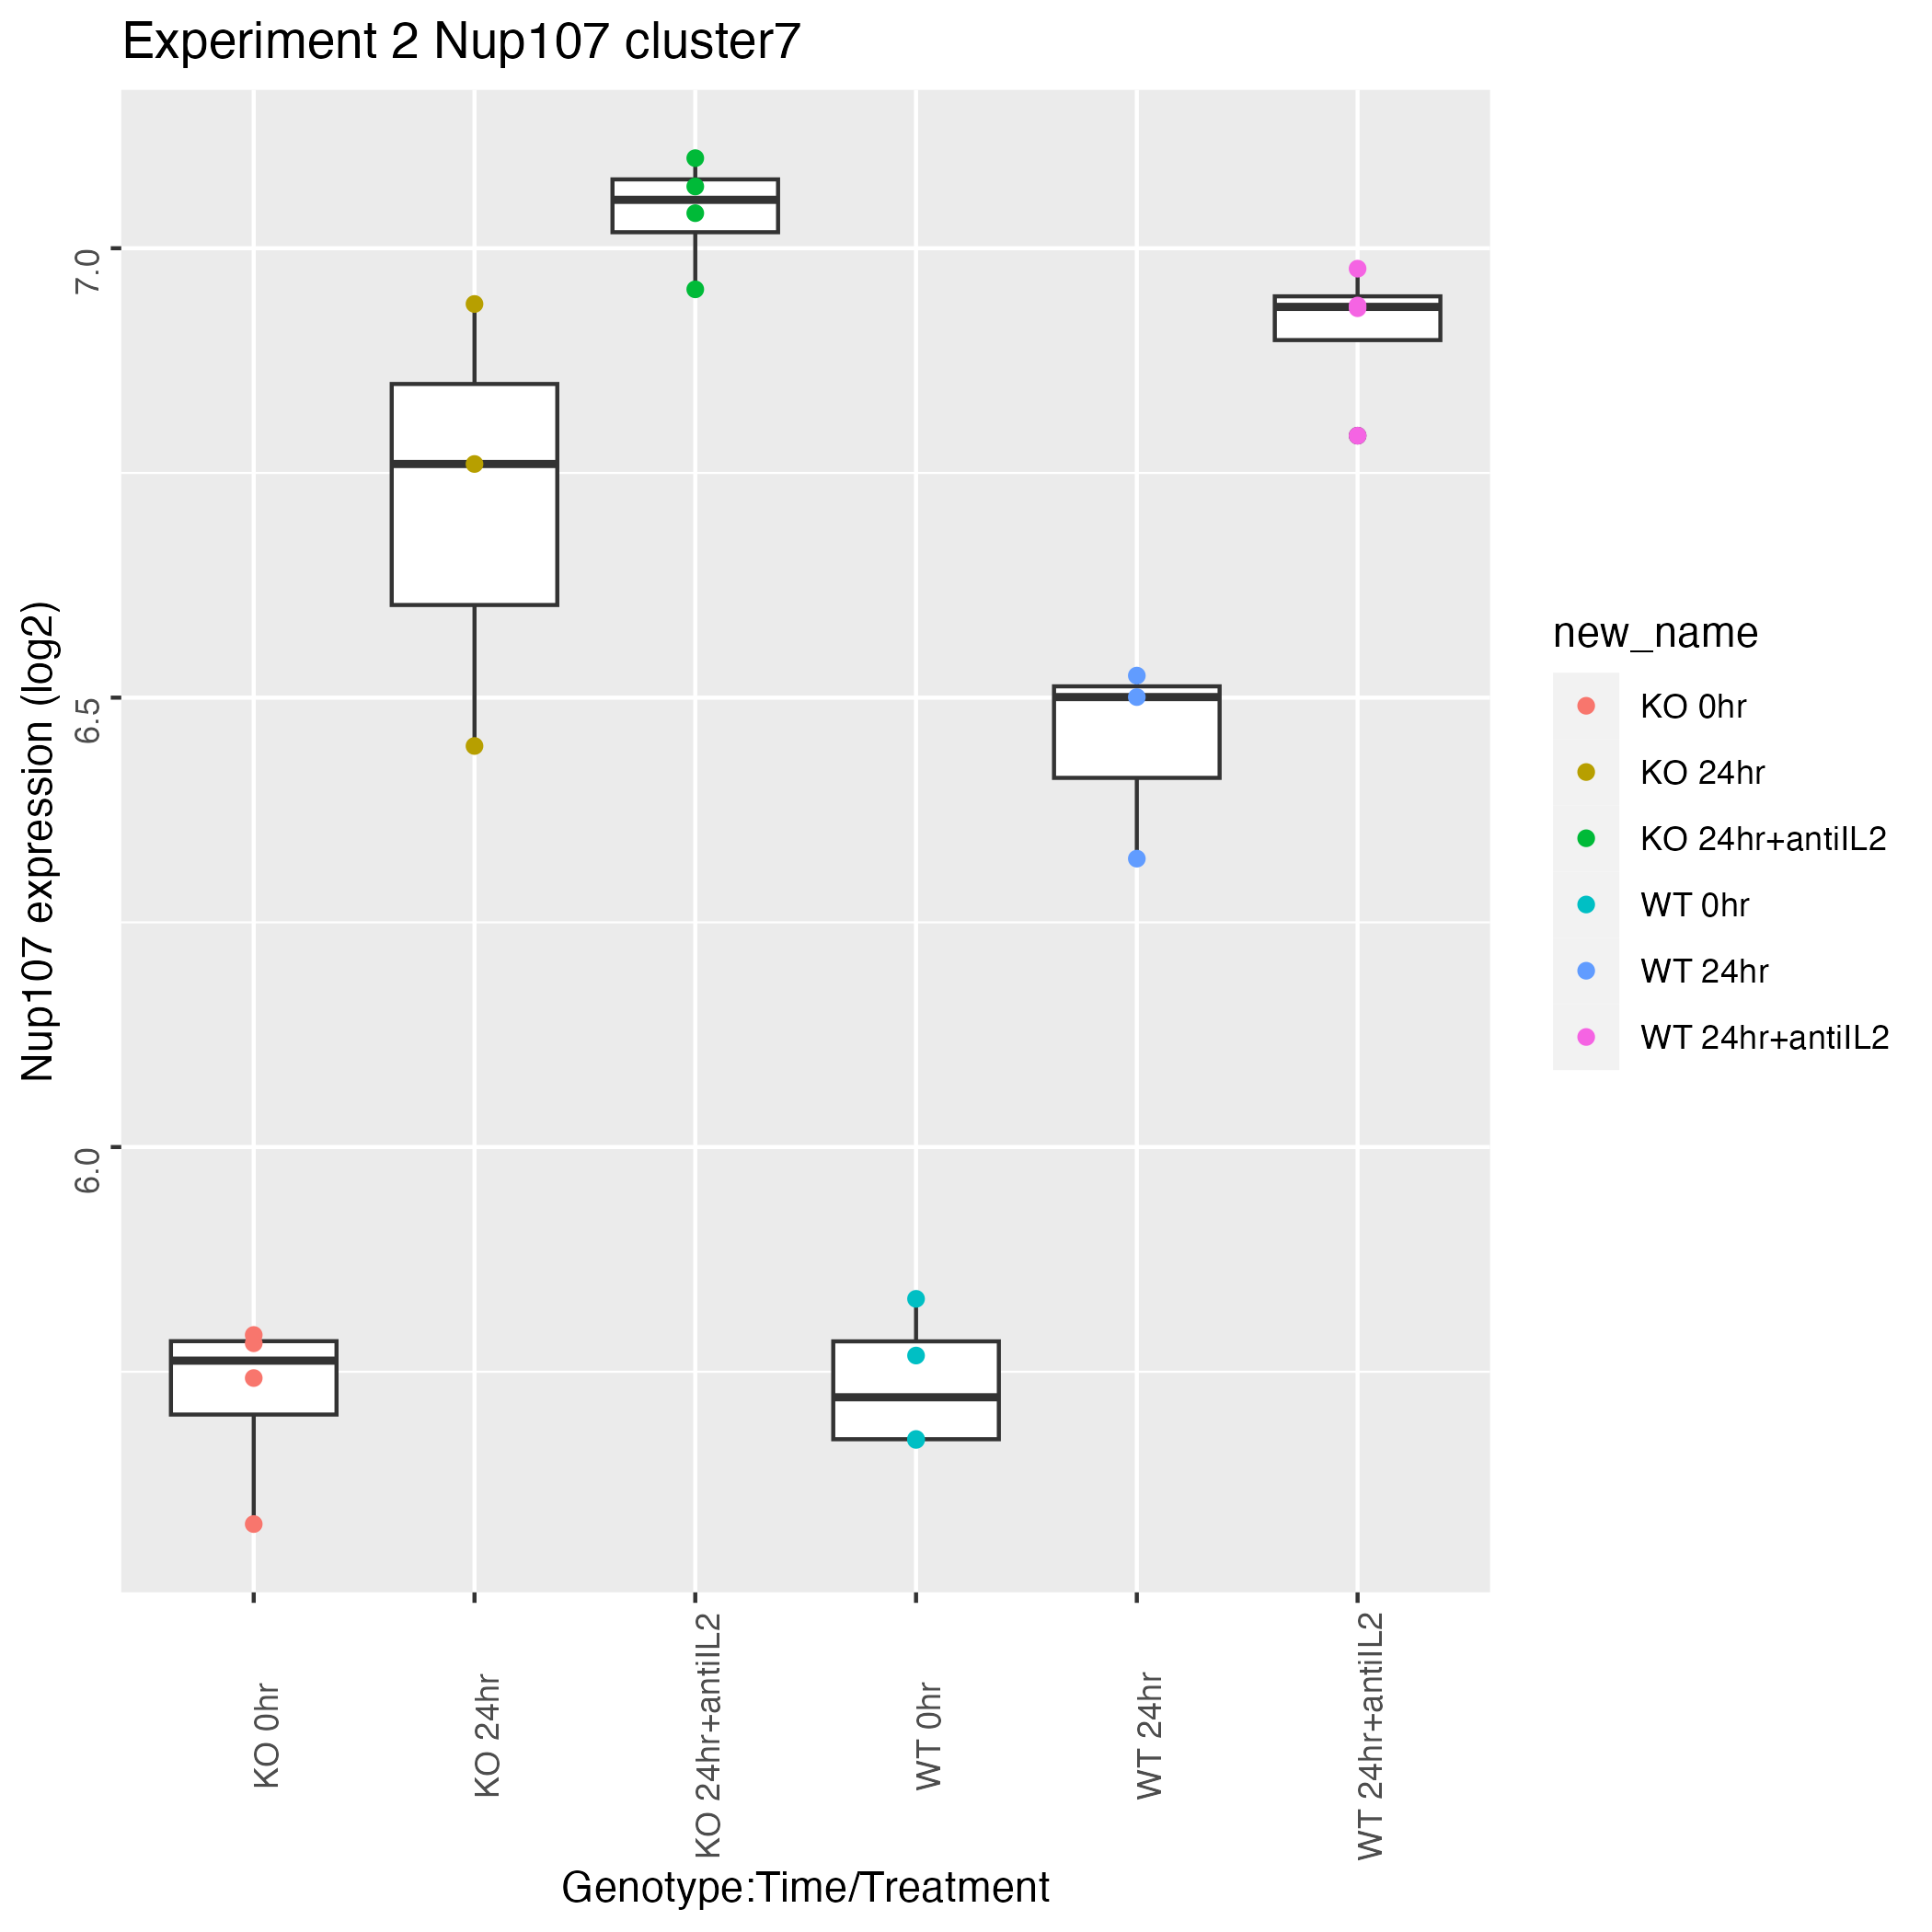 Experiment 2 Nup107 cluster7
Nup107 expression (log2)
7.0
6.5
6.0
KO 0hr
KO 24hr
KO 24hr+antiIL2
WT 0hr
WT 24hr
WT 24hr+antiIL2
Genotype:Time/Treatment
new_name
KO 0hr
KO 24hr
KO 24hr+antiIL2
WT 0hr
WT 24hr
WT 24hr+antiIL2